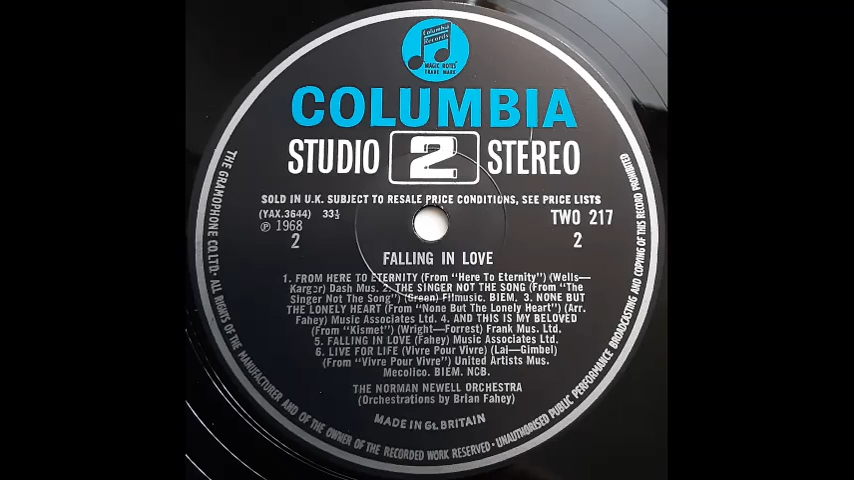 Columbia
Records
MAGIC NOTES
TRADE MARK
COLUMBIA
STUDIO 2 STEREO
SOLD IN U.K. SUBJECT TO RESALE PRICE CONDITIONS, SEE PRICE LISTS
(YAX.3644) 33⅓ TWO 217
℗ 1968
2 2
FALLING IN LOVE
1. FROM HERE TO ETERNITY (From "Here To Eternity") (Wells—
Karger) Dash Mus. 2. THE SINGER NOT THE SONG (From "The
Singer Not The Song") (Green) Filmusic. BIEM. 3. NONE BUT
THE LONELY HEART (From "None But The Lonely Heart") (Arr.
Fahey) Music Associates Ltd. 4. AND THIS IS MY BELOVED
(From "Kismet") (Wright—Forrest) Frank Mus. Ltd.
5. FALLING IN LOVE (Fahey) Music Associates Ltd.
6. LIVE FOR LIFE (Vivre Pour Vivre) (Lai—Gimbel)
(From "Vivre Pour Vivre") United Artists Mus.
Mecolico. BIEM. NCB.
THE NORMAN NEWELL ORCHESTRA
(Orchestrations by Brian Fahey)
MADE IN Gt. BRITAIN
THE GRAMOPHONE CO. LTD. · ALL RIGHTS OF THE MANUFACTURER AND OF THE OWNER OF THE RECORDED WORK RESERVED · UNAUTHORISED PUBLIC PERFORMANCE BROADCASTING AND COPYING OF THIS RECORD PROHIBITED